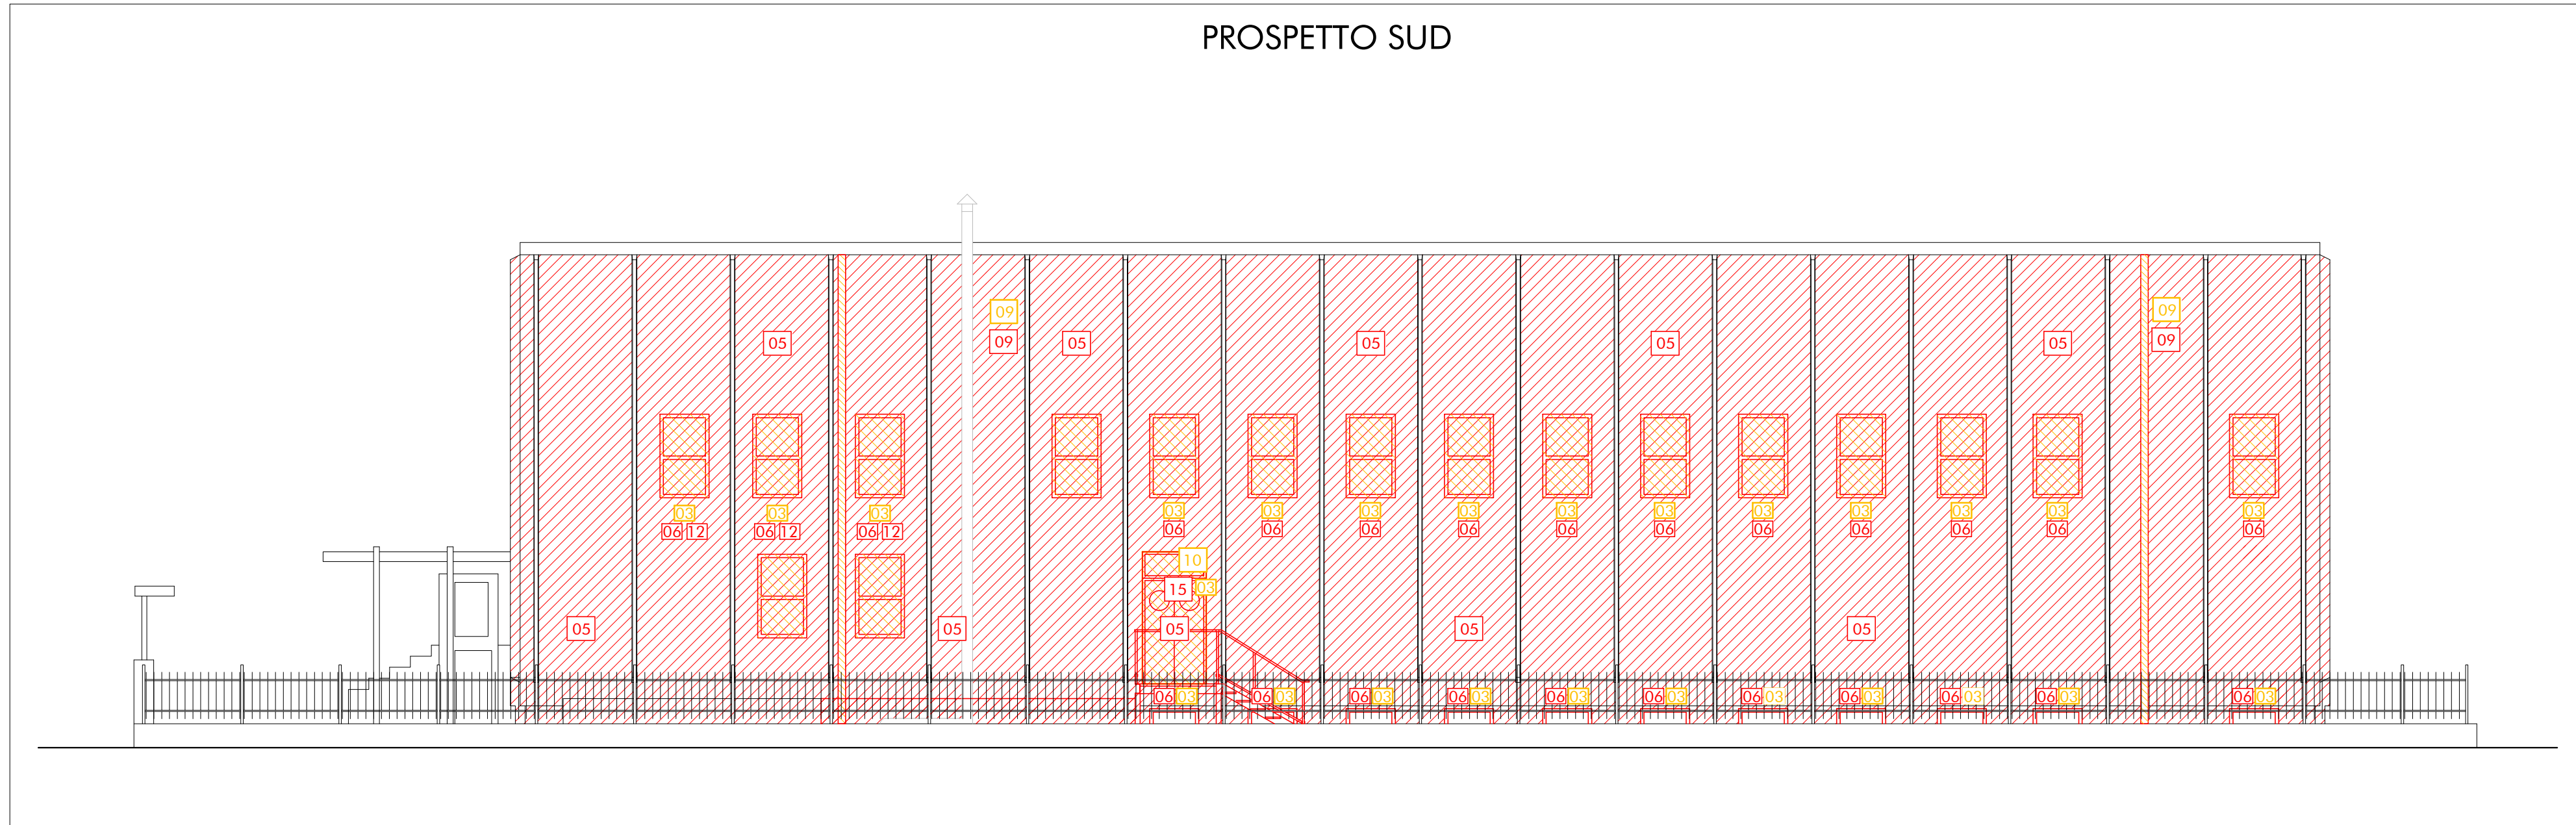 PROSPETTO SUD
09 09
05 09 05 05 05 05 09
03 03 03 03 03 03 03 03 03 03 03 03 03 03
06 12 06 12 06 12 06 06 06 06 06 06 06 06 06 06 06
10
15 03
05 05 05 05 05
06 03 06 03 06 03 06 03 06 03 06 03 06 03 06 03 06 03 06 03 06 03